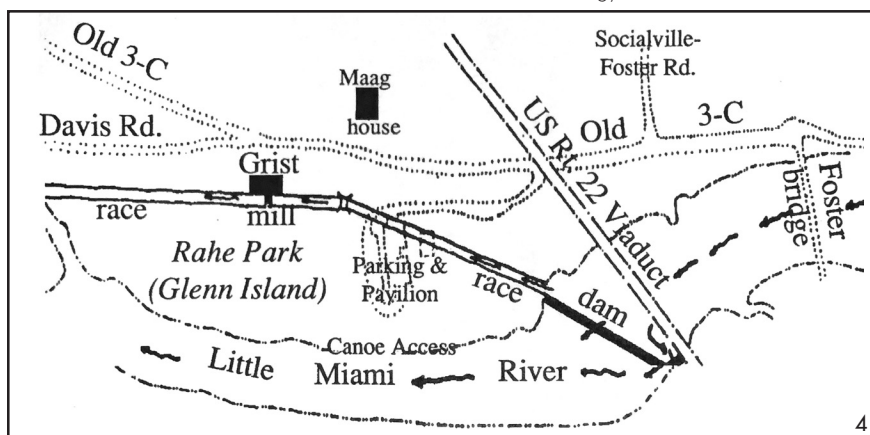 Old 3-C
Socialville-
Foster Rd.
Maag
house
US Rt. 22 Viaduct
Davis Rd.
Old 3-C
Grist
mill
Foster
bridge
race
Rahe Park
(Glenn Island)
Parking &
Pavilion
race
dam
Canoe Access
Little Miami River
4